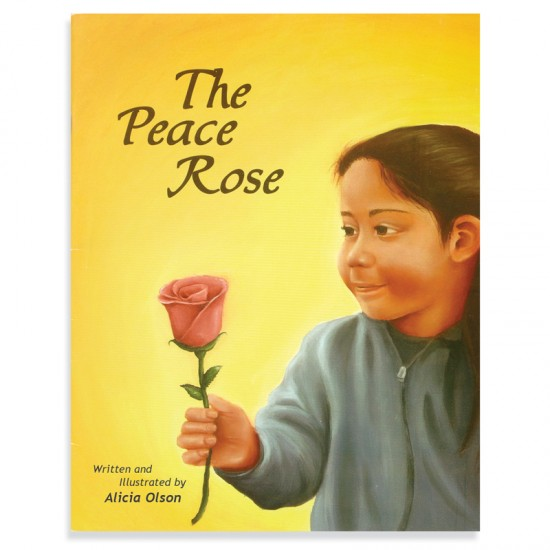 The
Peace
Rose
Written and
Illustrated by
Alicia Olson